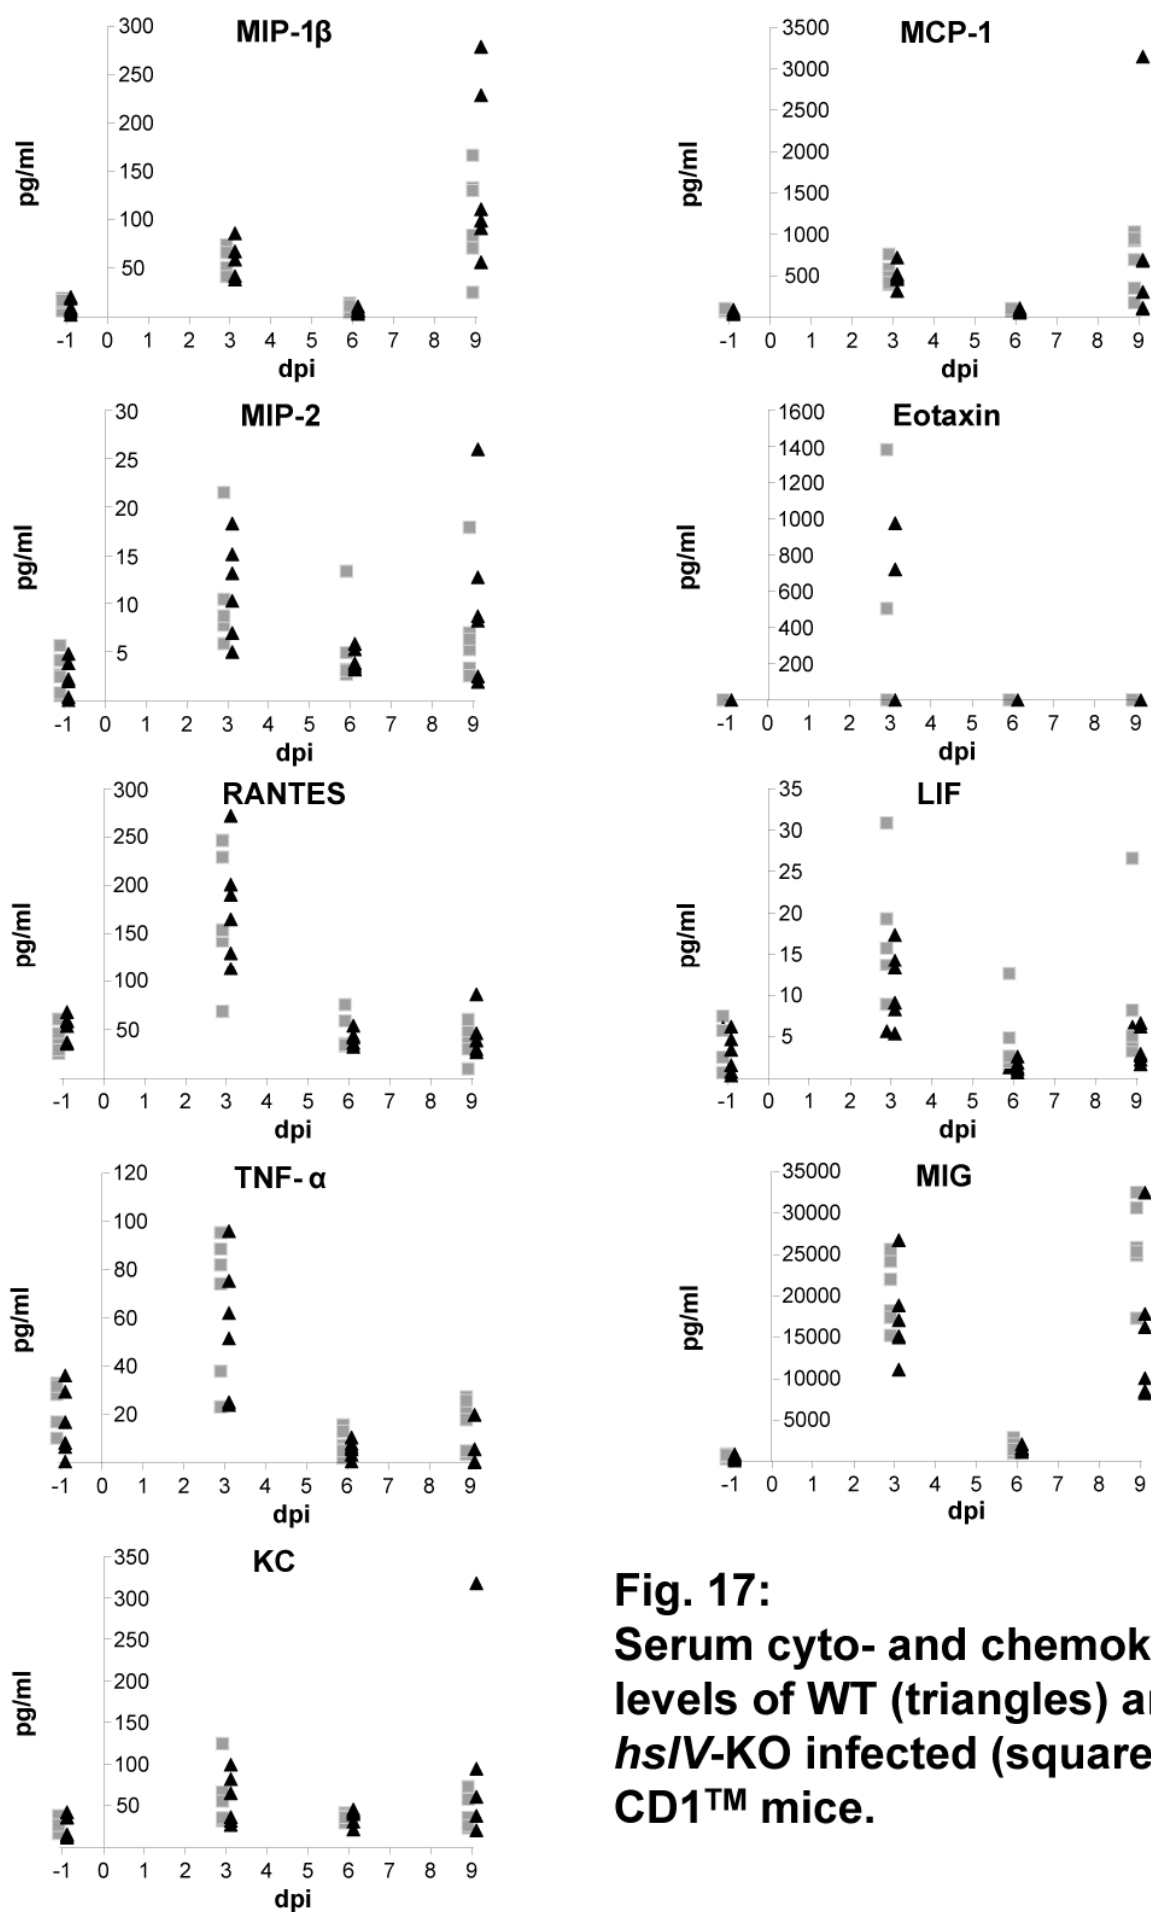 MIP-1β
300
250
200
150
100
50
pg/ml
-1 0 1 2 3 4 5 6 7 8 9
dpi
MCP-1
3500
3000
2500
2000
1500
1000
500
pg/ml
-1 0 1 2 3 4 5 6 7 8 9
dpi
MIP-2
30
25
20
15
10
5
pg/ml
-1 0 1 2 3 4 5 6 7 8 9
dpi
Eotaxin
1600
1400
1200
1000
800
600
400
200
pg/ml
-1 0 1 2 3 4 5 6 7 8 9
dpi
RANTES
300
250
200
150
100
50
pg/ml
-1 0 1 2 3 4 5 6 7 8 9
dpi
LIF
35
30
25
20
15
10
5
pg/ml
-1 0 1 2 3 4 5 6 7 8 9
dpi
TNF- α
120
100
80
60
40
20
pg/ml
-1 0 1 2 3 4 5 6 7 8 9
dpi
MIG
35000
30000
25000
20000
15000
10000
5000
pg/ml
-1 0 1 2 3 4 5 6 7 8 9
dpi
KC
350
300
250
200
150
100
50
pg/ml
-1 0 1 2 3 4 5 6 7 8 9
dpi
Fig. 17:
Serum cyto- and chemok
levels of WT (triangles) a
hslV-KO infected (square
CD1™ mice.